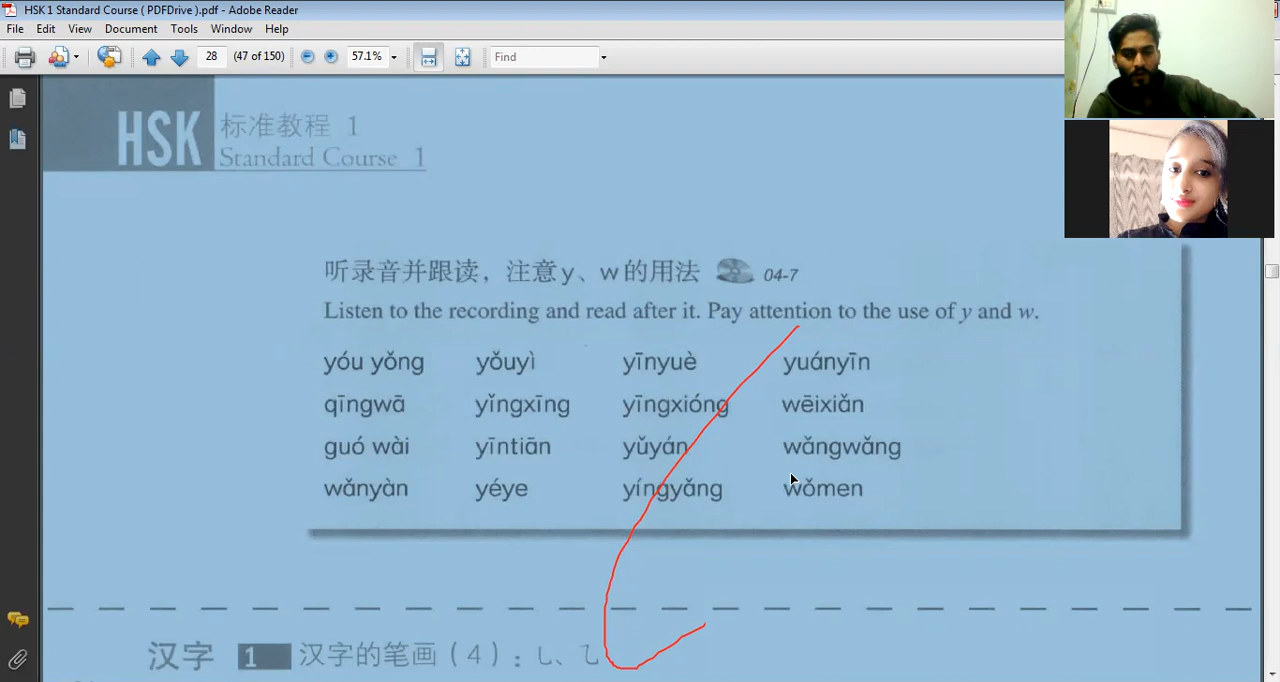 HSK 1 Standard Course ( PDFDrive ).pdf - Adobe Reader
File Edit View Document Tools Window Help
28 (47 of 150) 57.1% Find
HSK 标准教程 1
Standard Course 1
听录音并跟读，注意 y、w 的用法 04-7
Listen to the recording and read after it. Pay attention to the use of y and w.
yóu yǒng yǒuyì yīnyuè yuányīn
qīngwā yǐngxīng yīngxióng wēixiǎn
guó wài yīntiān yǔyán wǎngwǎng
wǎnyàn yéye yíngyǎng wǒmen
汉字 1 汉字的笔画（4）：㇄、㇈